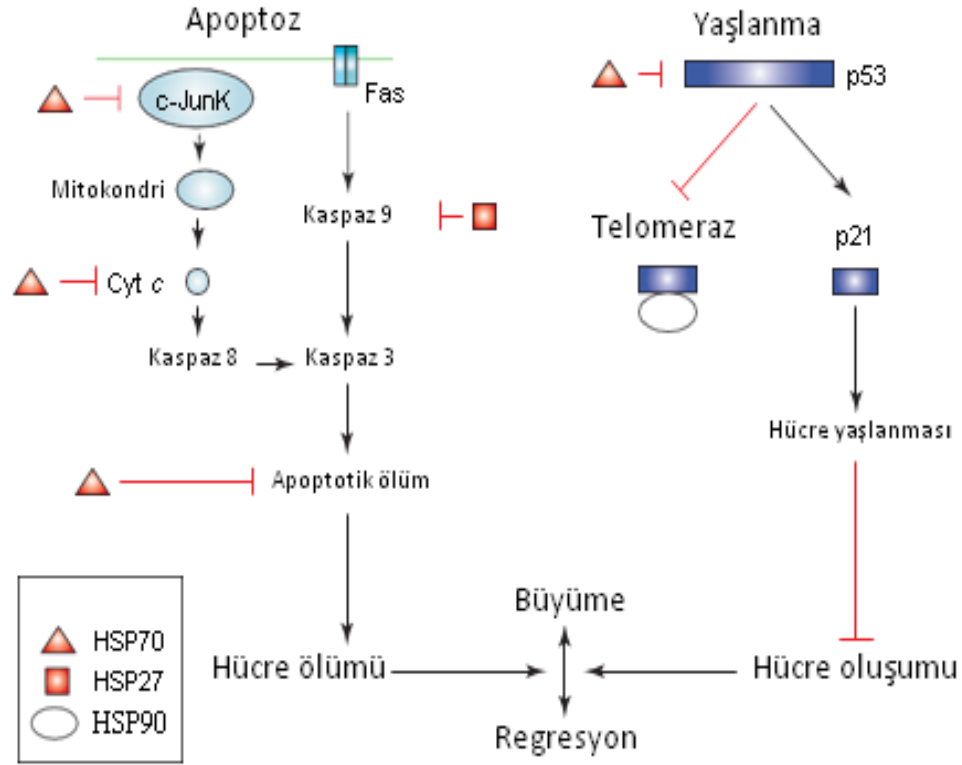 Apoptoz
Yaşlanma
c-JunK
Fas
p53
Mitokondri
Kaspaz 9
Telomeraz
p21
Cyt c
Kaspaz 8
Kaspaz 3
Hücre yaşlanması
Apoptotik ölüm
Büyüme
Hücre ölümü
Hücre oluşumu
Regresyon
HSP70
HSP27
HSP90